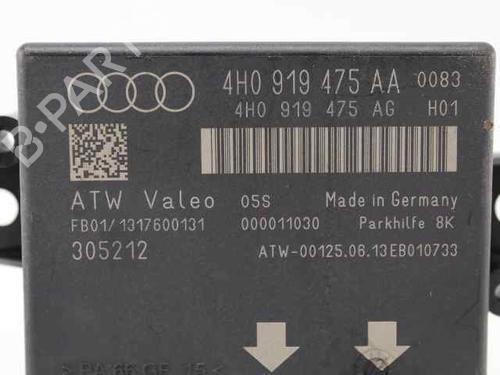 4H0 919 475 AA 0083
4H0 919 475 AG H01
ATW Valeo 05S Made in Germany
FB01/1317600131 000011030 Parkhilfe 8K
305212 ATW-00125.06.13EB010733
B-PART